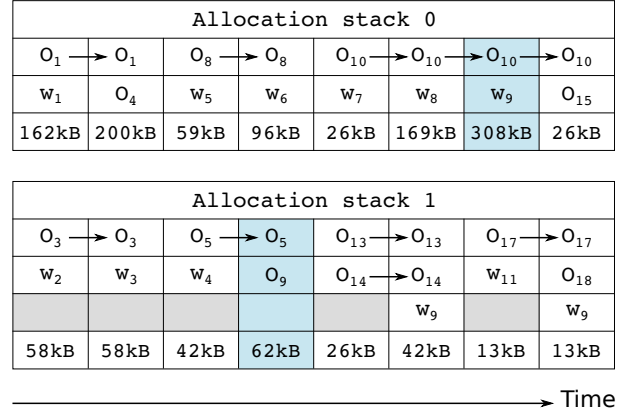 Allocation stack 0
O₁ O₁ O₈ O₈ O₁₀ O₁₀ O₁₀ O₁₀
W₁ O₄ W₅ W₆ W₇ W₈ W₉ O₁₅
162kB 200kB 59kB 96kB 26kB 169kB 308kB 26kB
Allocation stack 1
O₃ O₃ O₅ O₅ O₁₃ O₁₃ O₁₇ O₁₇
W₂ W₃ W₄ O₉ O₁₄ O₁₄ W₁₁ O₁₈
W₉ W₉
58kB 58kB 42kB 62kB 26kB 42kB 13kB 13kB
Time